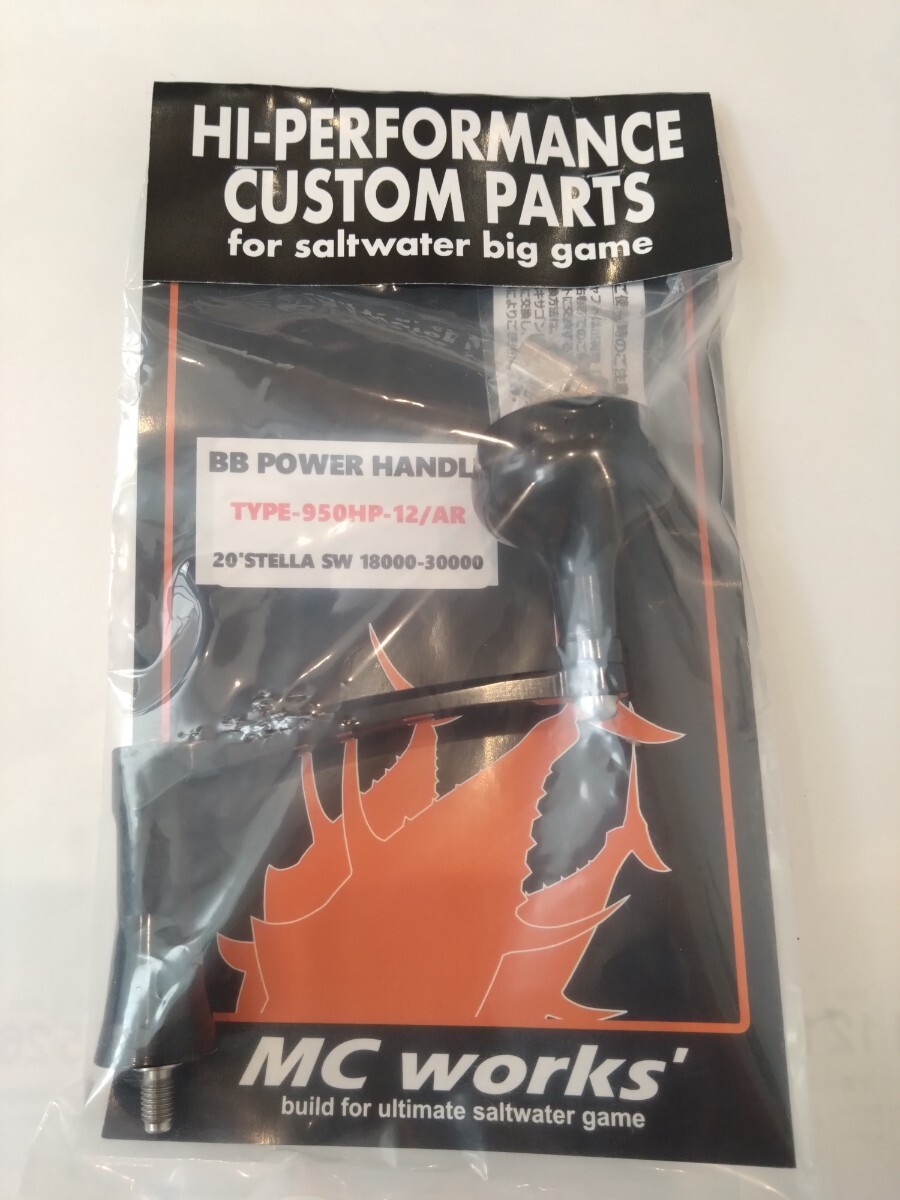 HI-PERFORMANCE
CUSTOM PARTS
for saltwater big game
BB POWER HANDL
TYPE-950HP-12/AR
20'STELLA SW 18000-30000
MC works'
build for ultimate saltwater game